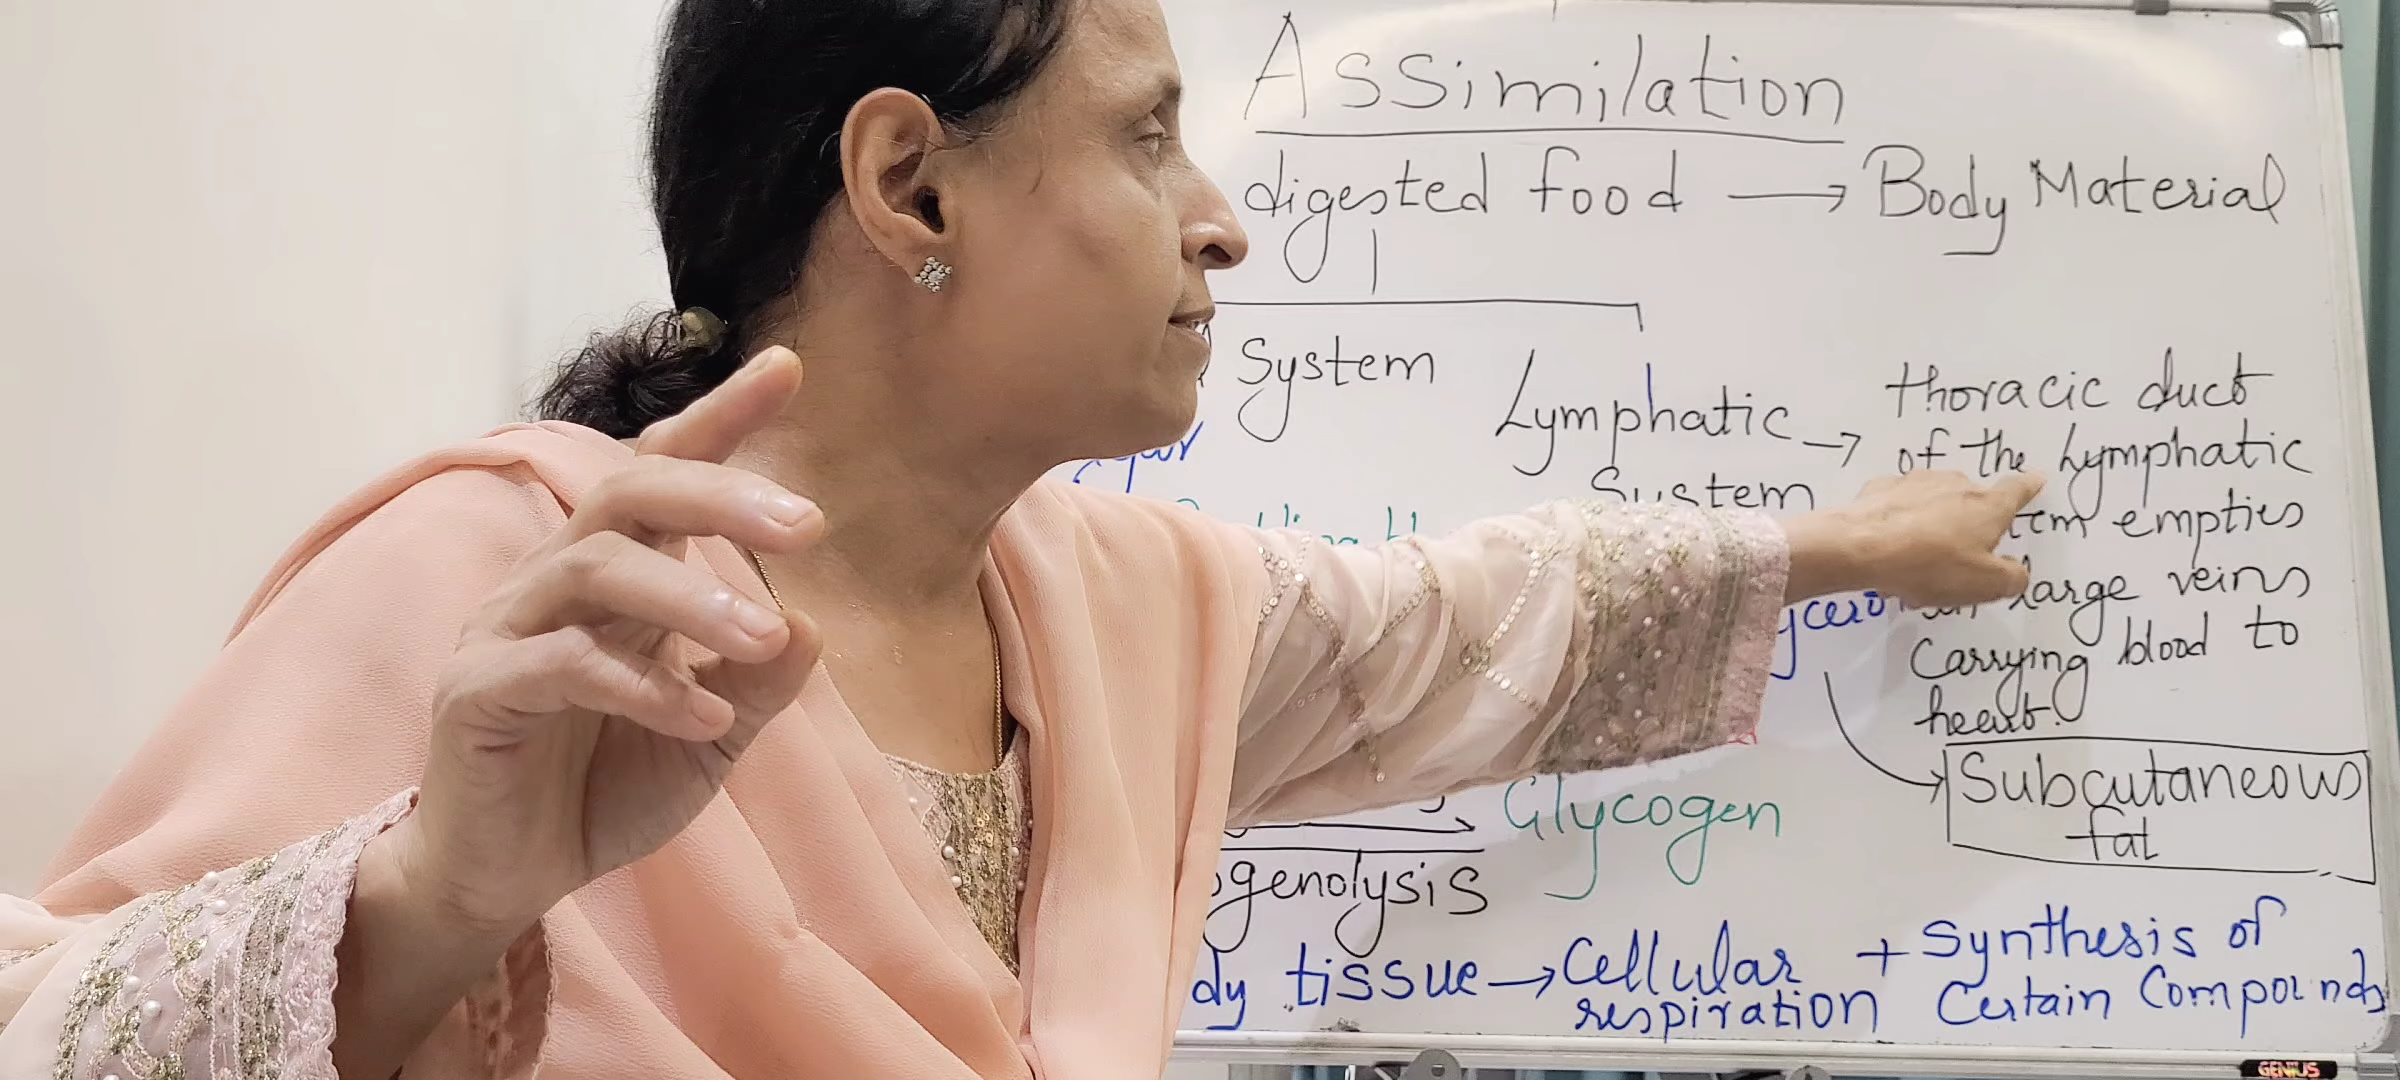 Assimilation
digested food → Body Material
System
Lymphatic → thoracic duct
System
of the Lymphatic
empties
large veins
Carrying blood to
heart.
Subcutaneous
fat
Glycogen
genolysis
tissue → Cellular respiration + Synthesis of Certain Compounds
GENIUS